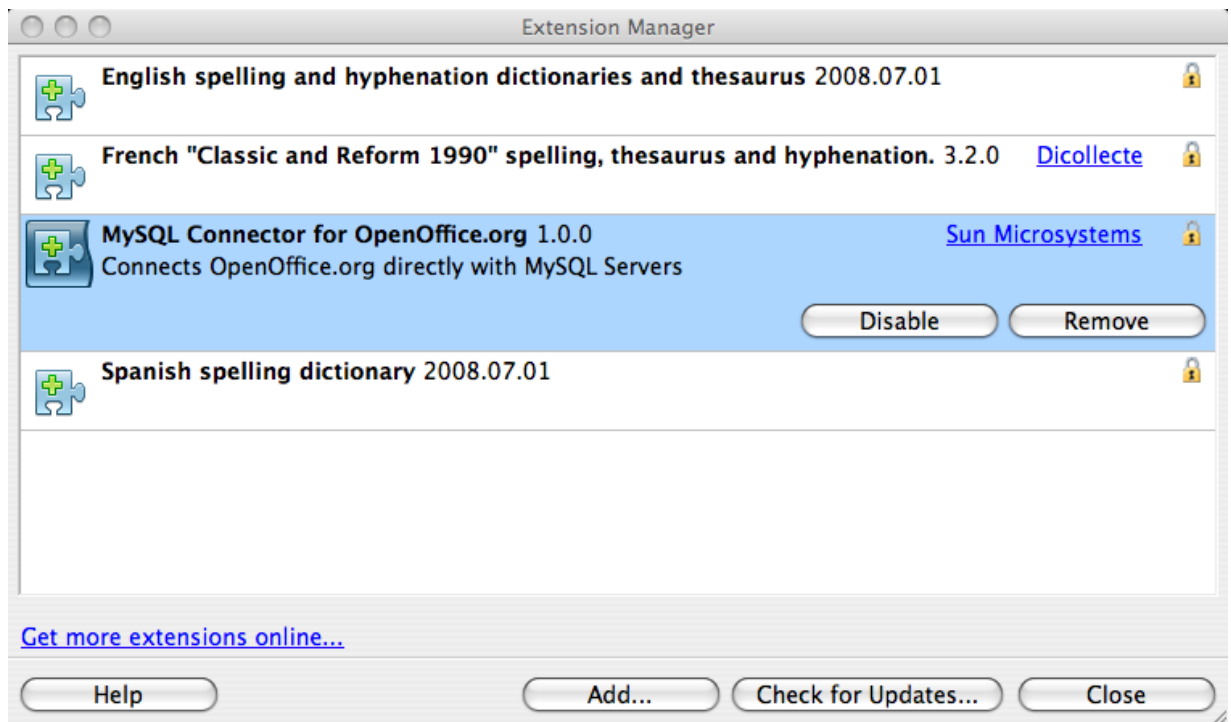 Extension Manager
English spelling and hyphenation dictionaries and thesaurus 2008.07.01
French "Classic and Reform 1990" spelling, thesaurus and hyphenation. 3.2.0 Dicollecte
MySQL Connector for OpenOffice.org 1.0.0 Sun Microsystems
Connects OpenOffice.org directly with MySQL Servers
Disable Remove
Spanish spelling dictionary 2008.07.01
Get more extensions online...
Help Add... Check for Updates... Close